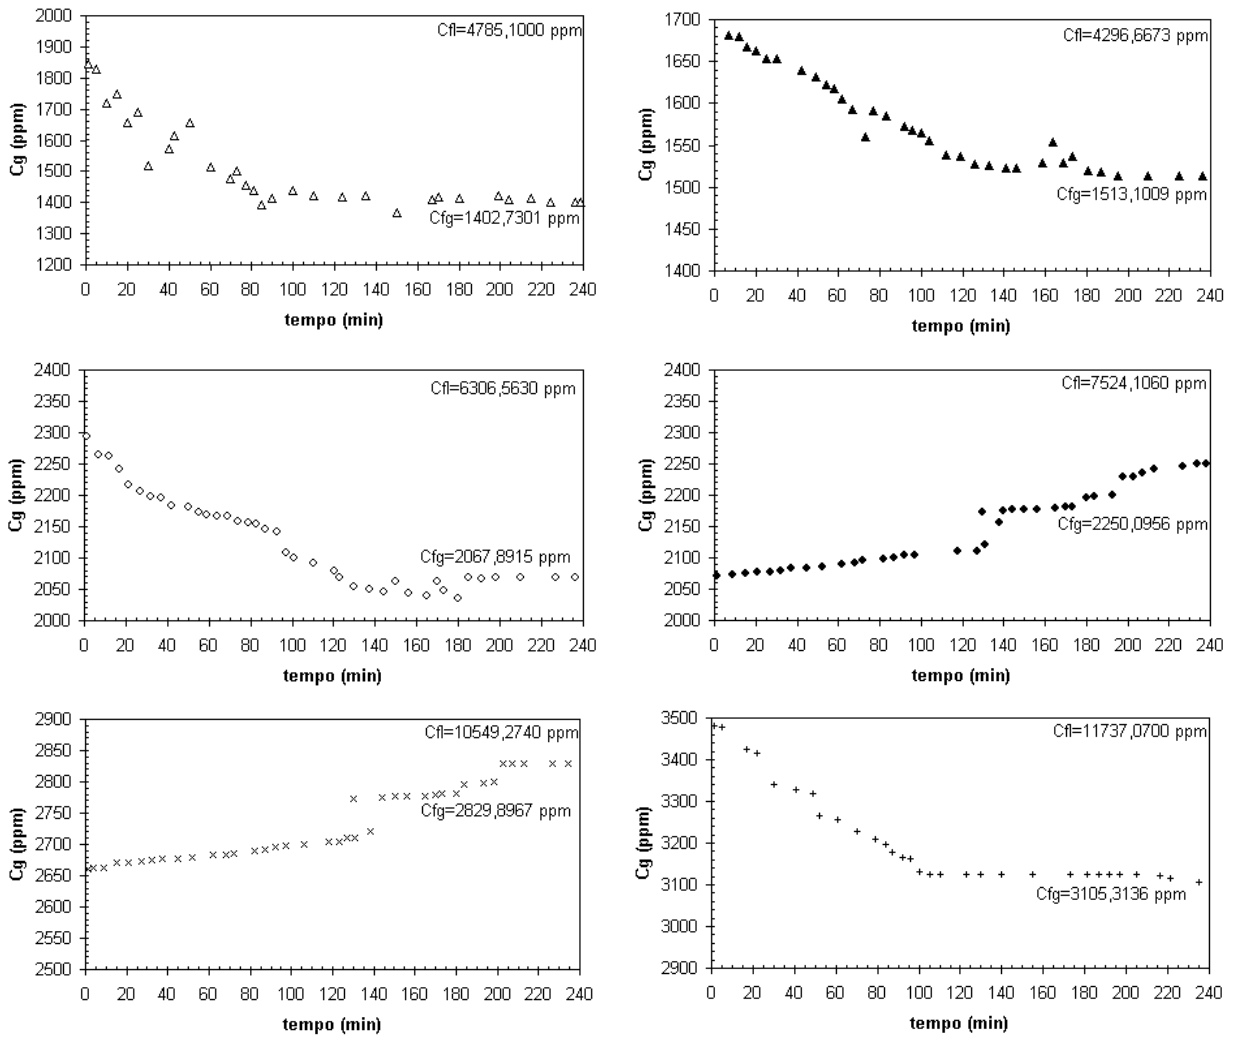 2000
1900
1800
1700
1600
1500
1400
1300
1200
Cg (ppm)
Cfl=4785,1000 ppm
Cfg=1402,7301 ppm
0 20 40 60 80 100 120 140 160 180 200 220 240
tempo (min)
1700
1650
1600
1550
1500
1450
1400
Cg (ppm)
Cfl=4296,6673 ppm
Cfg=1513,1009 ppm
0 20 40 60 80 100 120 140 160 180 200 220 240
tempo (min)
2400
2350
2300
2250
2200
2150
2100
2050
2000
Cg (ppm)
Cfl=6306,5630 ppm
Cfg=2067,8915 ppm
0 20 40 60 80 100 120 140 160 180 200 220 240
tempo (min)
2400
2350
2300
2250
2200
2150
2100
2050
2000
Cg (ppm)
Cfl=7524,1060 ppm
Cfg=2250,0956 ppm
0 20 40 60 80 100 120 140 160 180 200 220 240
tempo (min)
2900
2850
2800
2750
2700
2650
2600
2550
2500
Cg (ppm)
Cfl=10549,2740 ppm
Cfg=2829,8967 ppm
0 20 40 60 80 100 120 140 160 180 200 220 240
tempo (min)
3500
3400
3300
3200
3100
3000
2900
Cg (ppm)
Cfl=11737,0700 ppm
Cfg=3105,3136 ppm
0 20 40 60 80 100 120 140 160 180 200 220 240
tempo (min)